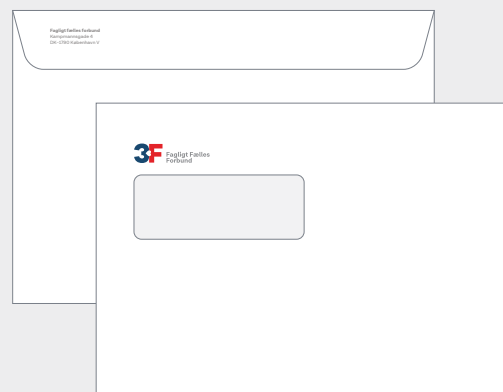 Fagligt Fælles Forbund
Kampmannsgade 4
DK-1790 København V
3F Fagligt Fælles
Forbund